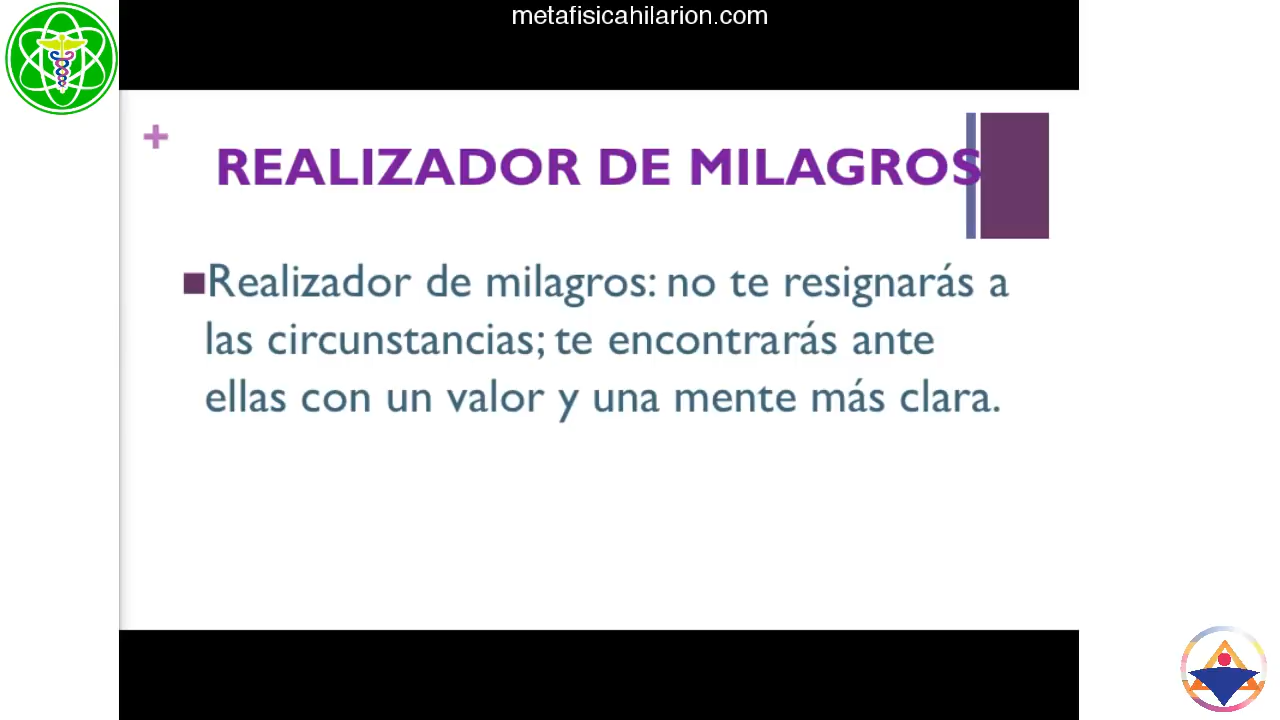 metafisicahilarion.com
+
REALIZADOR DE MILAGROS
Realizador de milagros: no te resignarás a
las circunstancias; te encontrarás ante
ellas con un valor y una mente más clara.